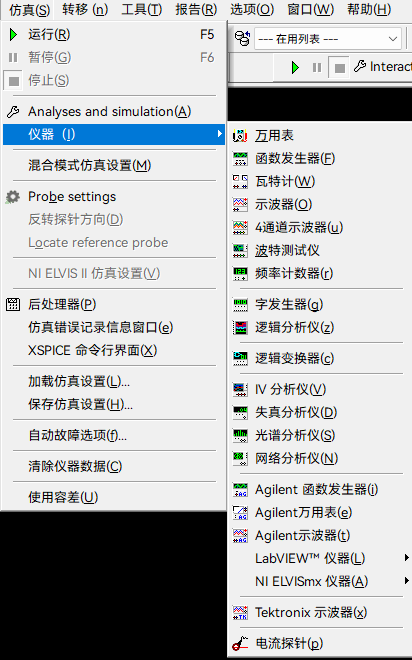 仿真(S) 转移 (n) 工具(T) 报告(R) 选项(O) 窗口(W) 帮助(H)
运行(R) F5
暂停(G) F6
停止(S)
Analyses and simulation(A)
仪器 (I)
混合模式仿真设置(M)
Probe settings
反转探针方向(D)
Locate reference probe
NI ELVIS II 仿真设置(V)
后处理器(P)
仿真错误记录信息窗口(e)
XSPICE 命令行界面(X)
加载仿真设置(L)...
保存仿真设置(H)...
自动故障选项(f)...
清除仪器数据(C)
使用容差(U)
--- 在用列表 ---
Interac
万用表
函数发生器(F)
瓦特计(W)
示波器(O)
4通道示波器(u)
波特测试仪
频率计数器(r)
字发生器(g)
逻辑分析仪(z)
逻辑变换器(c)
IV 分析仪(V)
失真分析仪(D)
光谱分析仪(S)
网络分析仪(N)
Agilent 函数发生器(i)
Agilent万用表(e)
Agilent示波器(t)
LabVIEW™ 仪器(L)
NI ELVISmx 仪器(A)
Tektronix 示波器(x)
电流探针(p)